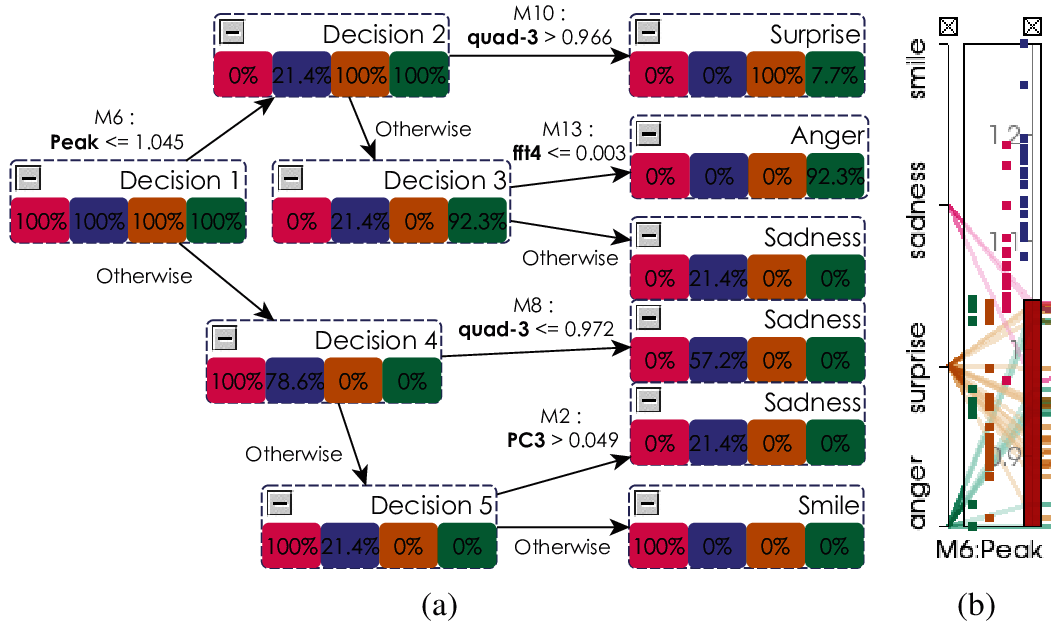 M10 :
quad-3 > 0.966
Decision 2
0% 21.4% 100% 100%
Surprise
0% 0% 100% 7.7%
M6 :
Peak <= 1.045
Otherwise
M13 :
fft4 <= 0.003
Anger
0% 0% 0% 92.3%
Decision 1
100% 100% 100% 100%
Decision 3
0% 21.4% 0% 92.3%
Otherwise
Sadness
0% 21.4% 0% 0%
Otherwise
M8 :
quad-3 <= 0.972
Decision 4
100% 78.6% 0% 0%
Sadness
0% 57.2% 0% 0%
Otherwise
M2 :
PC3 > 0.049
Sadness
0% 21.4% 0% 0%
Decision 5
100% 21.4% 0% 0%
Otherwise
Smile
100% 0% 0% 0%
(a)
smile
sadness
surprise
anger
1.2
1.1
1
0.9
M6:Peak
(b)